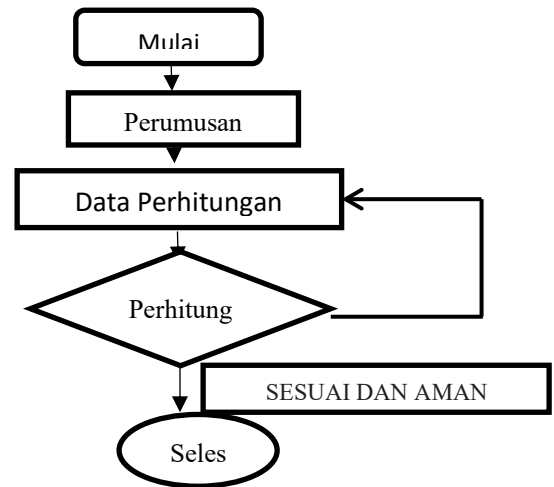 Mulai
Perumusan
Data Perhitungan
Perhitung
SESUAI DAN AMAN
Seles